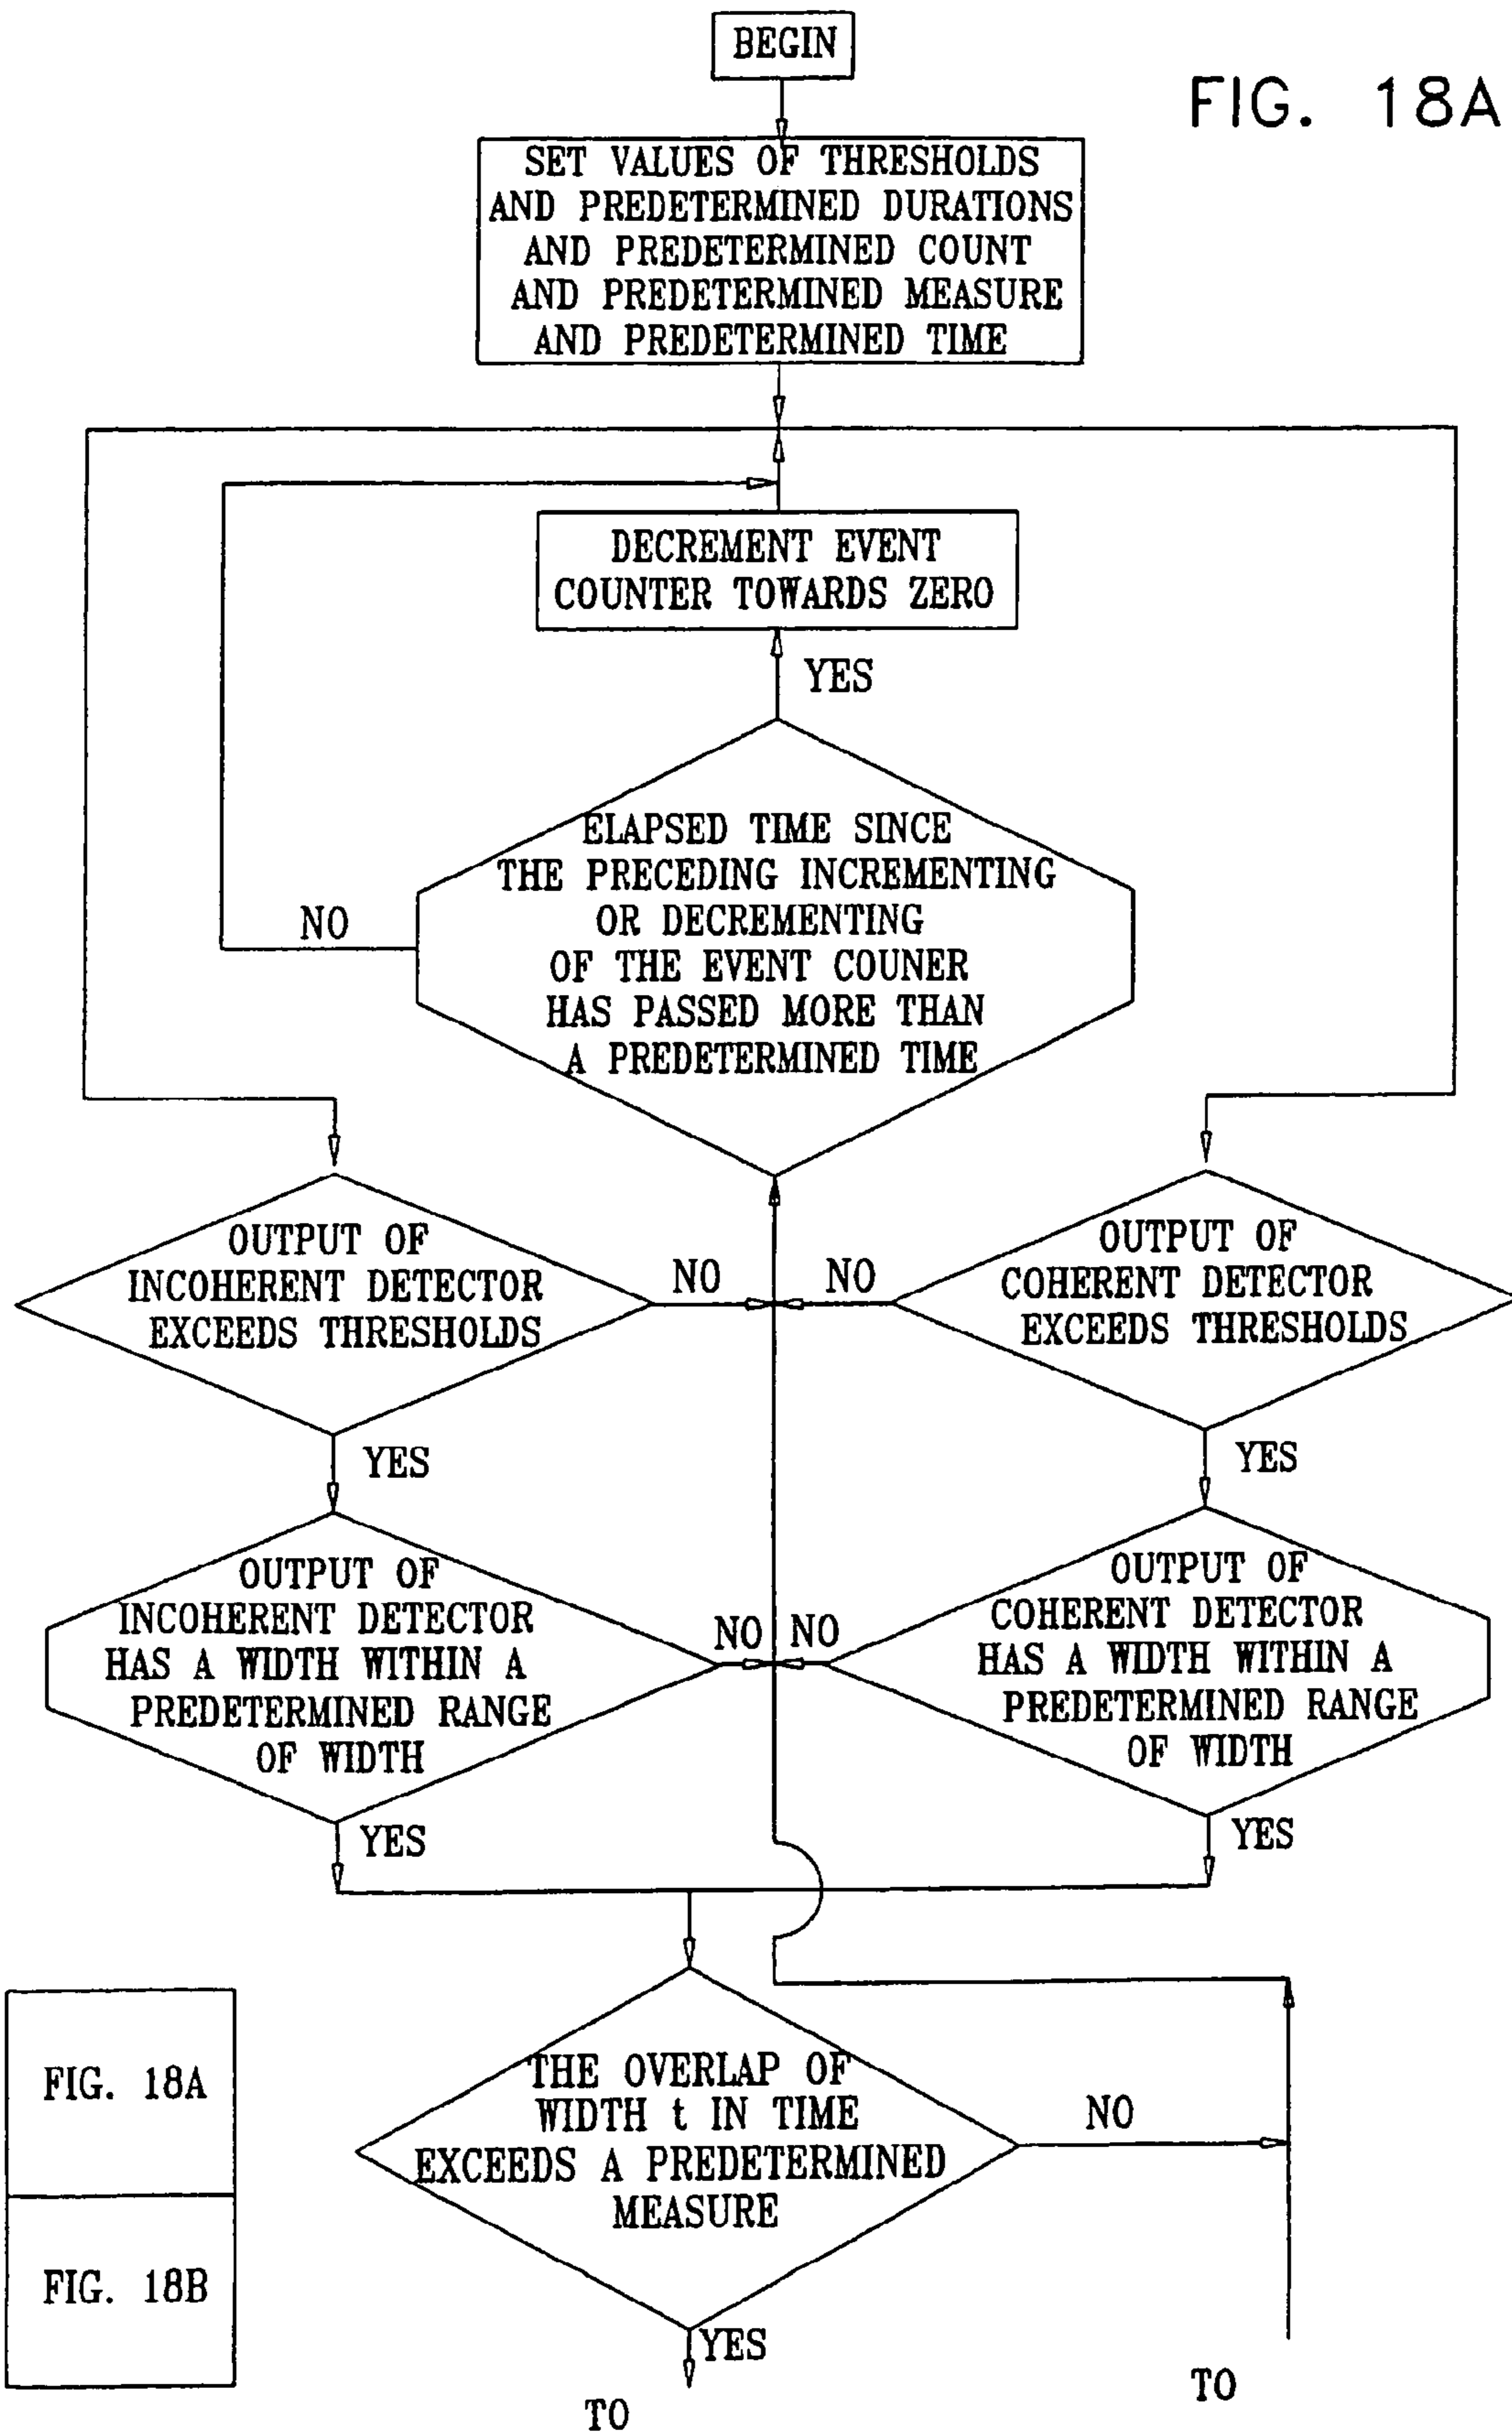 BEGIN
FIG. 18A
SET VALUES OF THRESHOLDS
AND PREDETERMINED DURATIONS
AND PREDETERMINED COUNT
AND PREDETERMINED MEASURE
AND PREDETERMINED TIME
DECREMENT EVENT
COUNTER TOWARDS ZERO
YES
ELAPSED TIME SINCE
THE PRECEDING INCREMENTING
OR DECREMENTING
OF THE EVENT COUNER
HAS PASSED MORE THAN
A PREDETERMINED TIME
NO
OUTPUT OF
INCOHERENT DETECTOR
EXCEEDS THRESHOLDS
NO
NO
OUTPUT OF
COHERENT DETECTOR
EXCEEDS THRESHOLDS
YES
YES
OUTPUT OF
INCOHERENT DETECTOR
HAS A WIDTH WITHIN A
PREDETERMINED RANGE
OF WIDTH
NO
NO
OUTPUT OF
COHERENT DETECTOR
HAS A WIDTH WITHIN A
PREDETERMINED RANGE
OF WIDTH
YES
YES
THE OVERLAP OF
WIDTH t IN TIME
EXCEEDS A PREDETERMINED
MEASURE
NO
FIG. 18A
FIG. 18B
YES
TO
TO